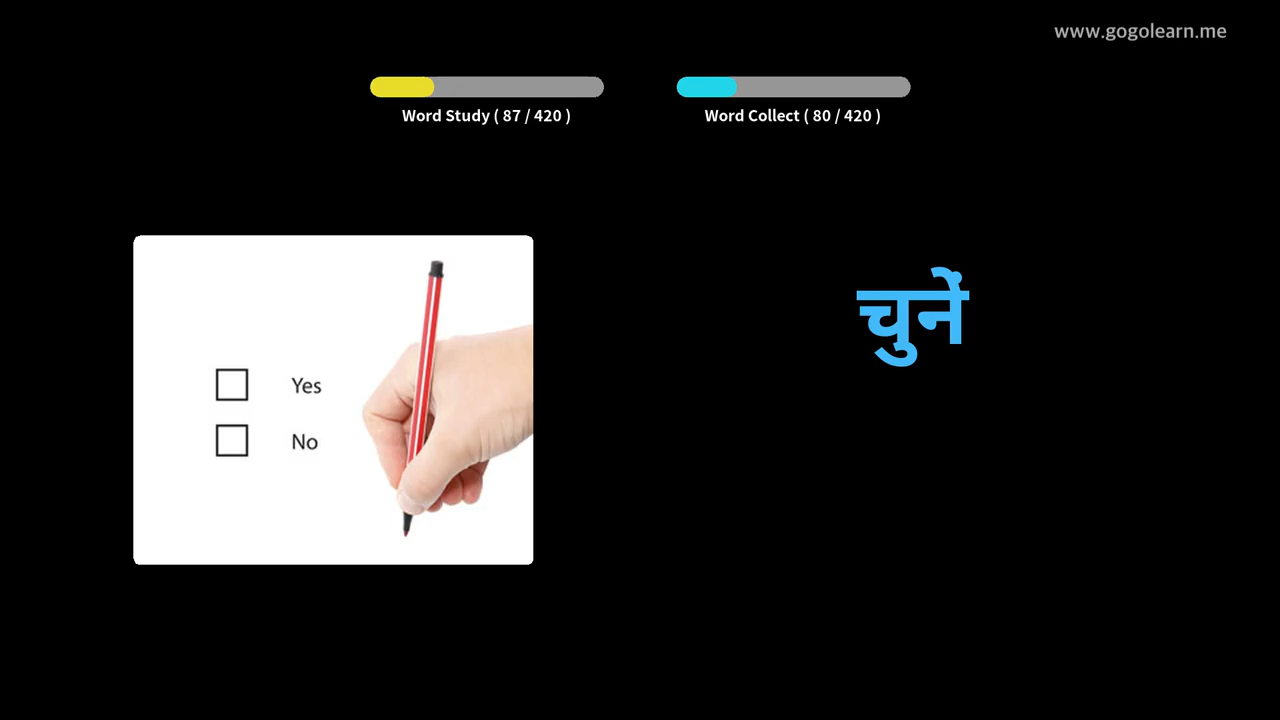 www.gogolearn.me
Word Study ( 87 / 420 )
Word Collect ( 80 / 420 )
Yes
No
चुनें